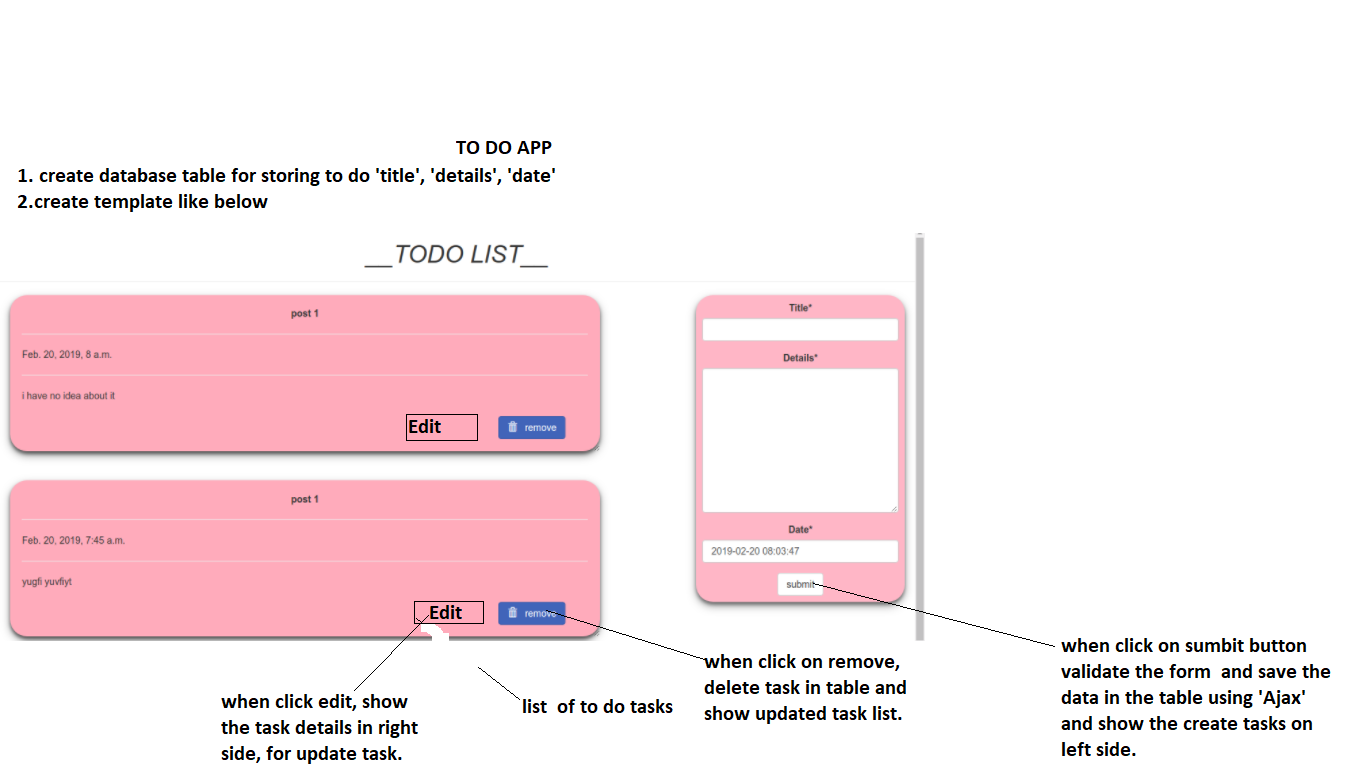 TO DO APP
1. create database table for storing to do 'title', 'details', 'date'
2.create template like below
__TODO LIST__
post 1
Feb. 20, 2019, 8 a.m.
i have no idea about it
Edit
remove
post 1
Feb. 20, 2019, 7:45 a.m.
yugfi yuvfiyt
Edit
remove
Title*
Details*
Date*
2019-02-20 08:03:47
submit
when click edit, show
the task details in right
side, for update task.
list of to do tasks
when click on remove,
delete task in table and
show updated task list.
when click on sumbit button
validate the form and save the
data in the table using 'Ajax'
and show the create tasks on
left side.